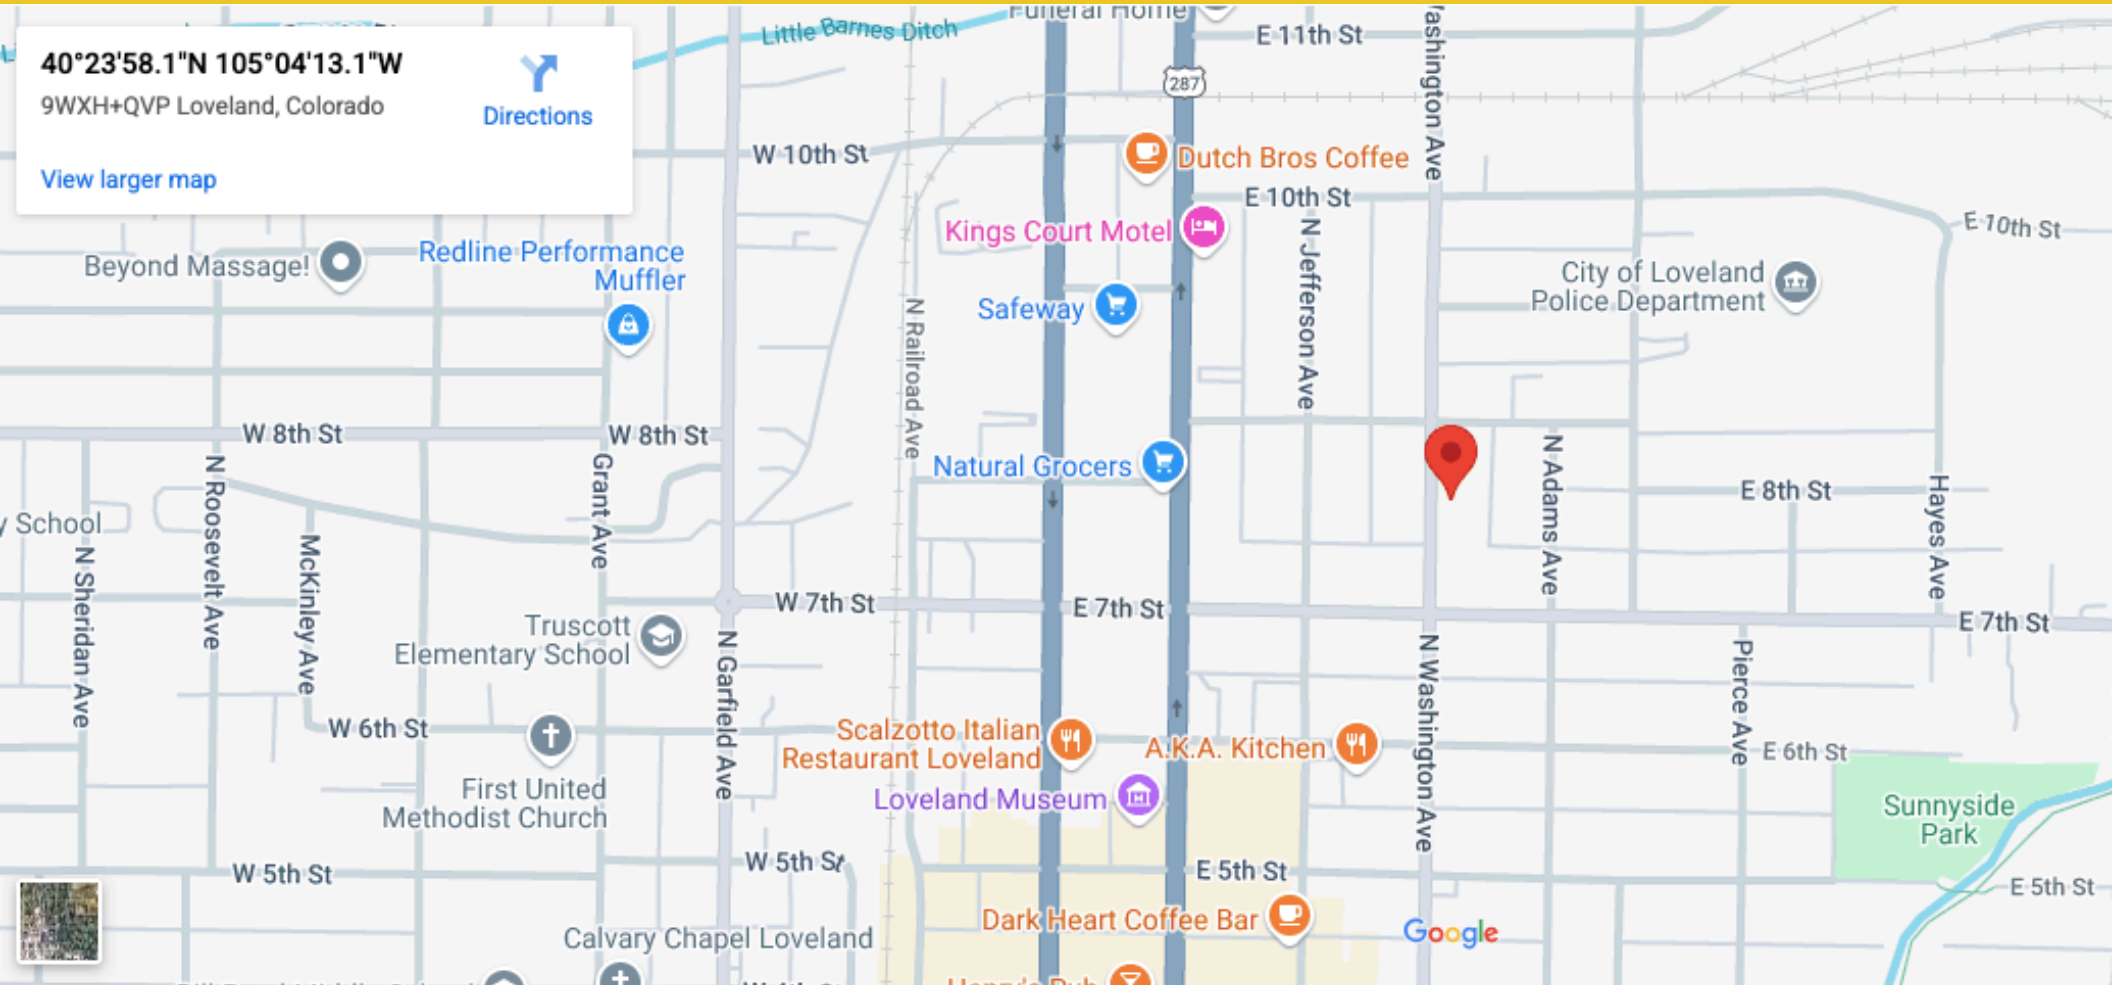 Funeral Home
Little Barnes Ditch
E 11th St
40°23'58.1"N 105°04'13.1"W
9WXH+QVP Loveland, Colorado
Directions
View larger map
287
Washington Ave
W 10th St
Dutch Bros Coffee
E 10th St
E 10th St
Kings Court Motel
N Jefferson Ave
Beyond Massage!
Redline Performance
Muffler
City of Loveland
Police Department
Safeway
N Railroad Ave
W 8th St
W 8th St
Natural Grocers
N Adams Ave
E 8th St
Hayes Ave
N Roosevelt Ave
Grant Ave
y School
N Sheridan Ave
McKinley Ave
W 7th St
E 7th St
E 7th St
Truscott
Elementary School
N Garfield Ave
N Washington Ave
Pierce Ave
W 6th St
Scalzotto Italian
Restaurant Loveland
A.K.A. Kitchen
E 6th St
First United
Methodist Church
Loveland Museum
Sunnyside
Park
W 5th St
W 5th St
E 5th St
E 5th St
Dark Heart Coffee Bar
Google
Calvary Chapel Loveland
Henry's Pub